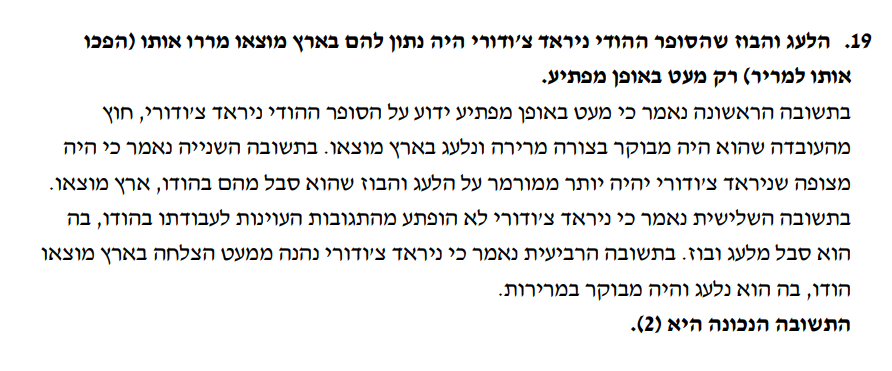 19. הלעג והבוז שהסופר ההודי ניראד צ'ודורי היה נתון להם בארץ מוצאו מררו אותו (הפכו
אותו למריר) רק מעט באופן מפתיע.
בתשובה הראשונה נאמר כי מעט באופן מפתיע ידוע על הסופר ההודי ניראד צ'ודורי, חוץ
מהעובדה שהוא היה מבוקר בצורה מרירה ונלעג בארץ מוצאו. בתשובה השנייה נאמר כי היה
מצופה שניראד צ'ודורי יהיה יותר ממורמר על הלעג והבוז שהוא סבל מהם בהודו, ארץ מוצאו.
בתשובה השלישית נאמר כי ניראד צ'ודורי לא הופתע מהתגובות העוינות לעבודתו בהודו, בה
הוא סבל מלעג ובוז. בתשובה הרביעית נאמר כי ניראד צ'ודורי נהנה ממעט הצלחה בארץ מוצאו
הודו, בה הוא נלעג והיה מבוקר במרירות.
התשובה הנכונה היא (2).